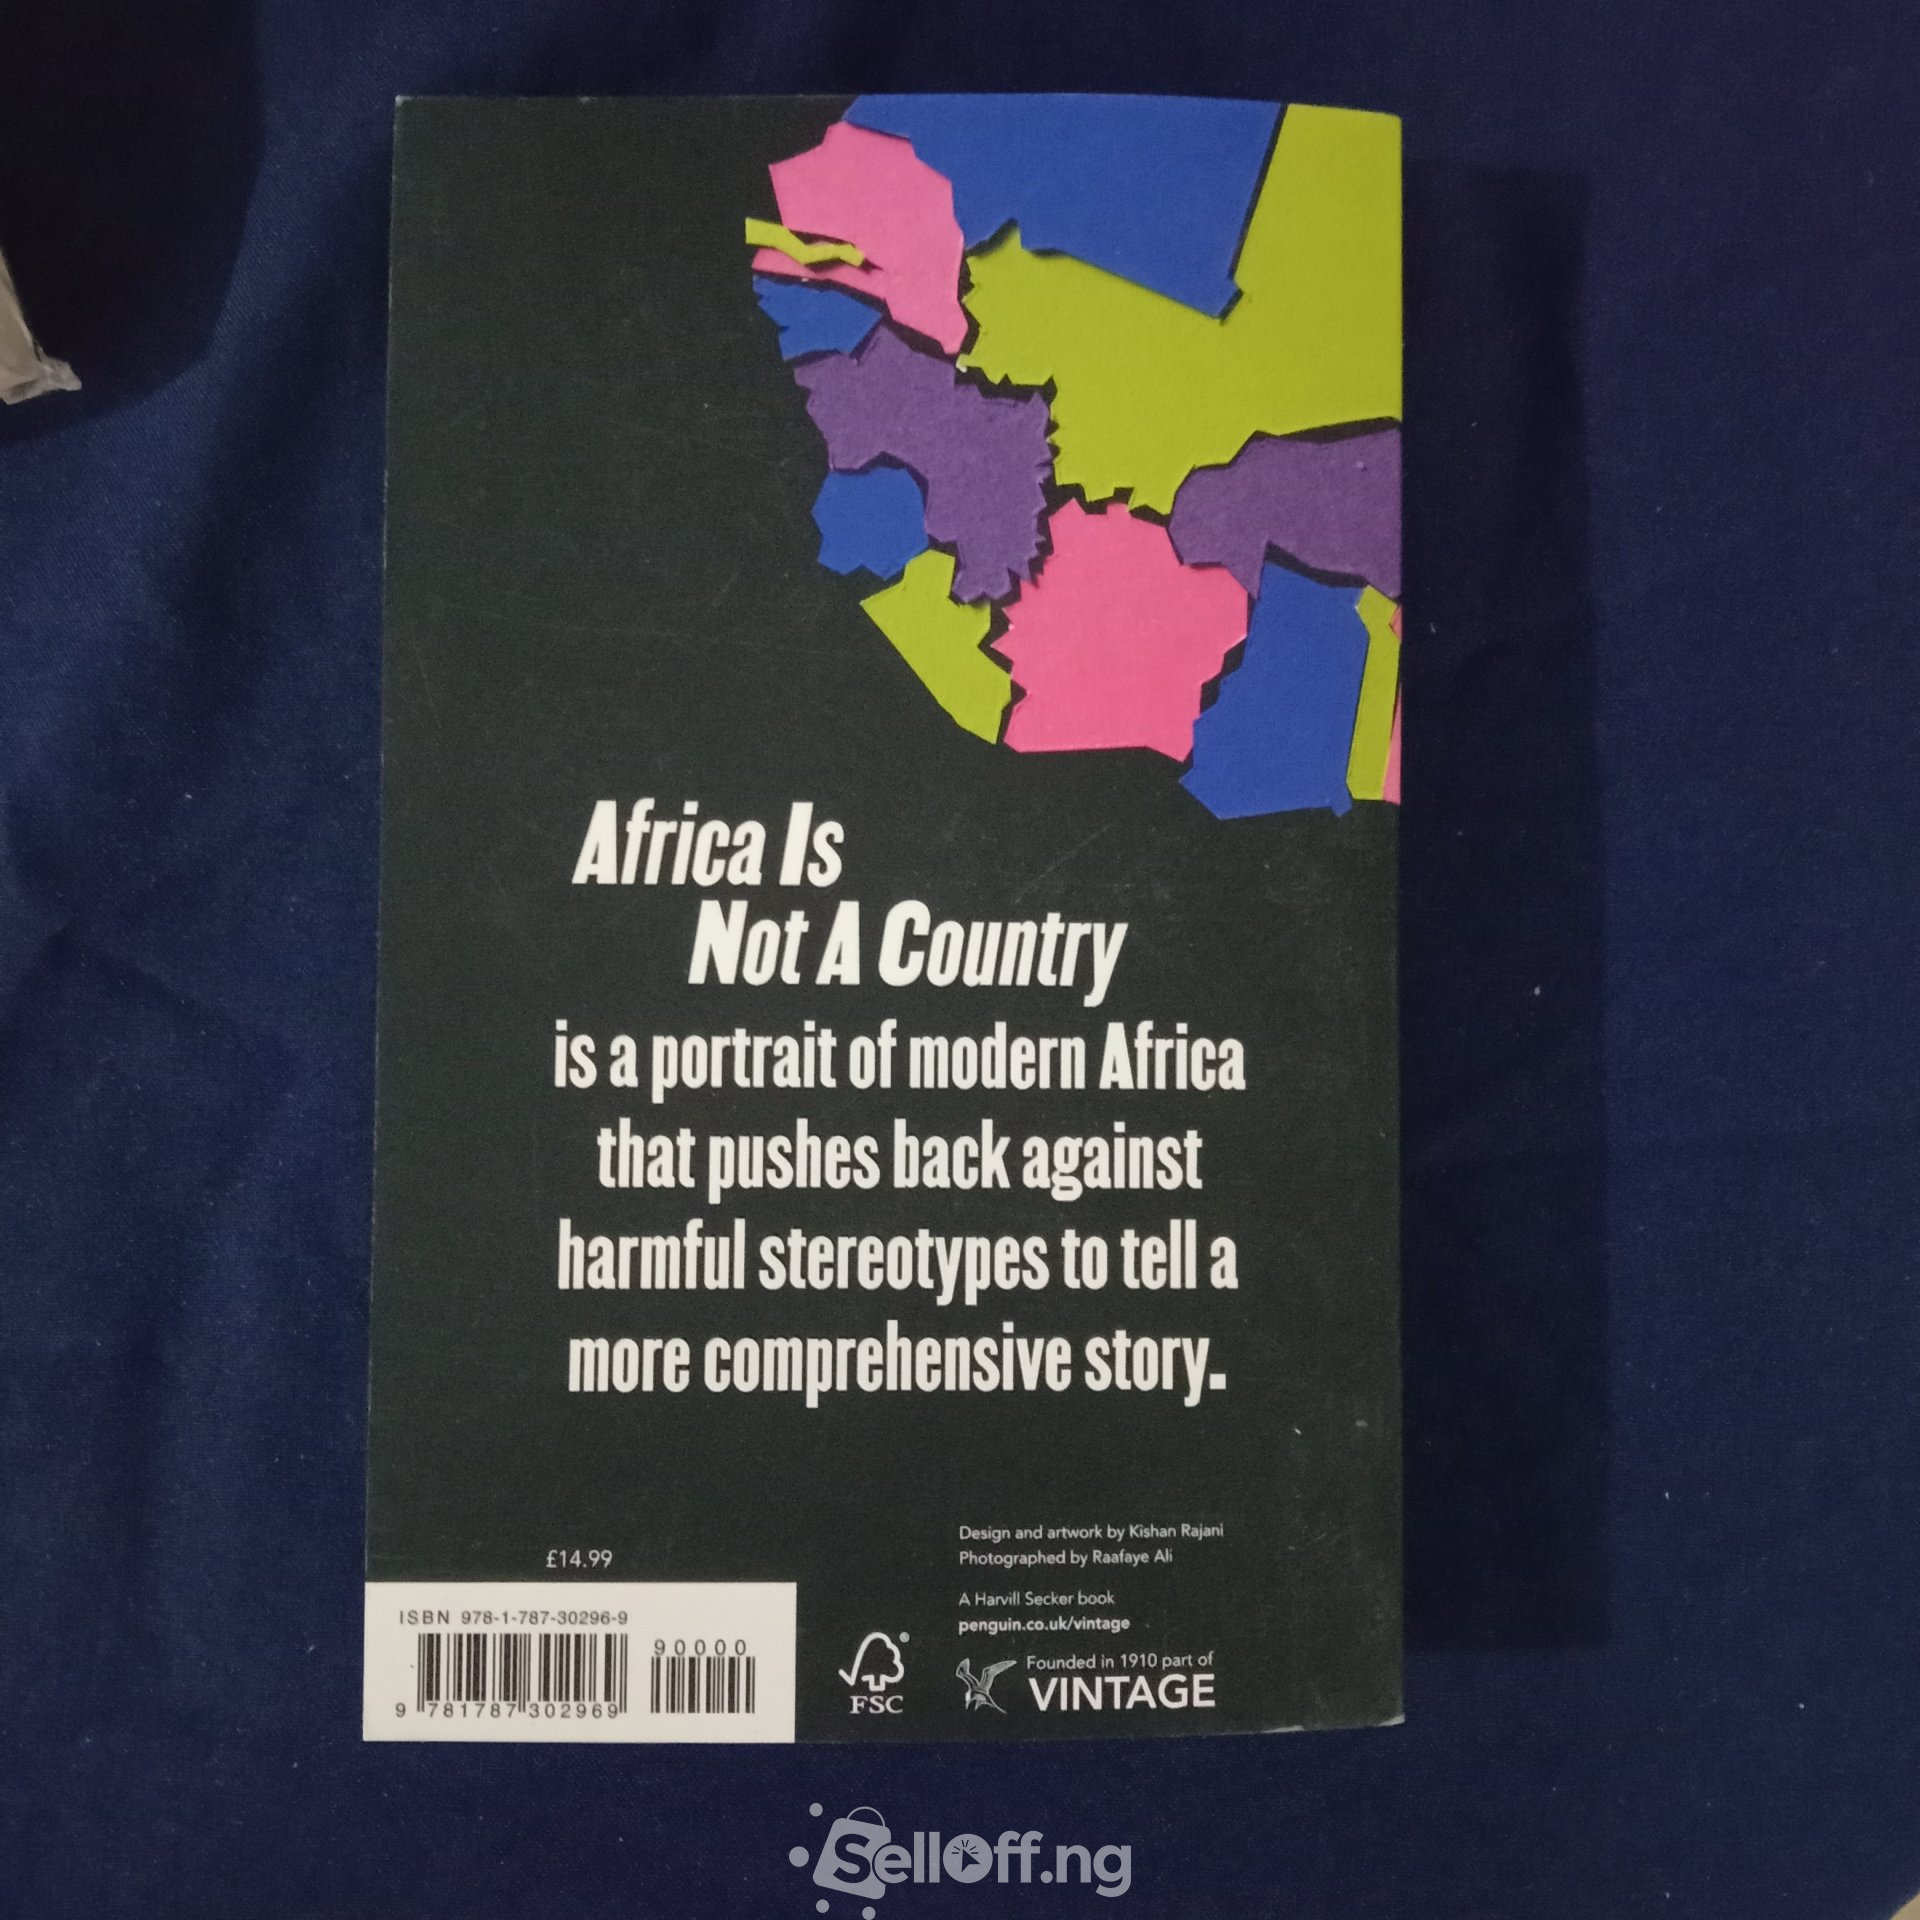 Africa Is
Not A Country
is a portrait of modern Africa
that pushes back against
harmful stereotypes to tell a
more comprehensive story.
£14.99
ISBN 978-1-787-30296-9
90000
9 781787 302969
FSC
Design and artwork by Kishan Rajani
Photographed by Raafaye Ali
A Harvill Secker book
penguin.co.uk/vintage
Founded in 1910 part of
VINTAGE
SellOff.ng